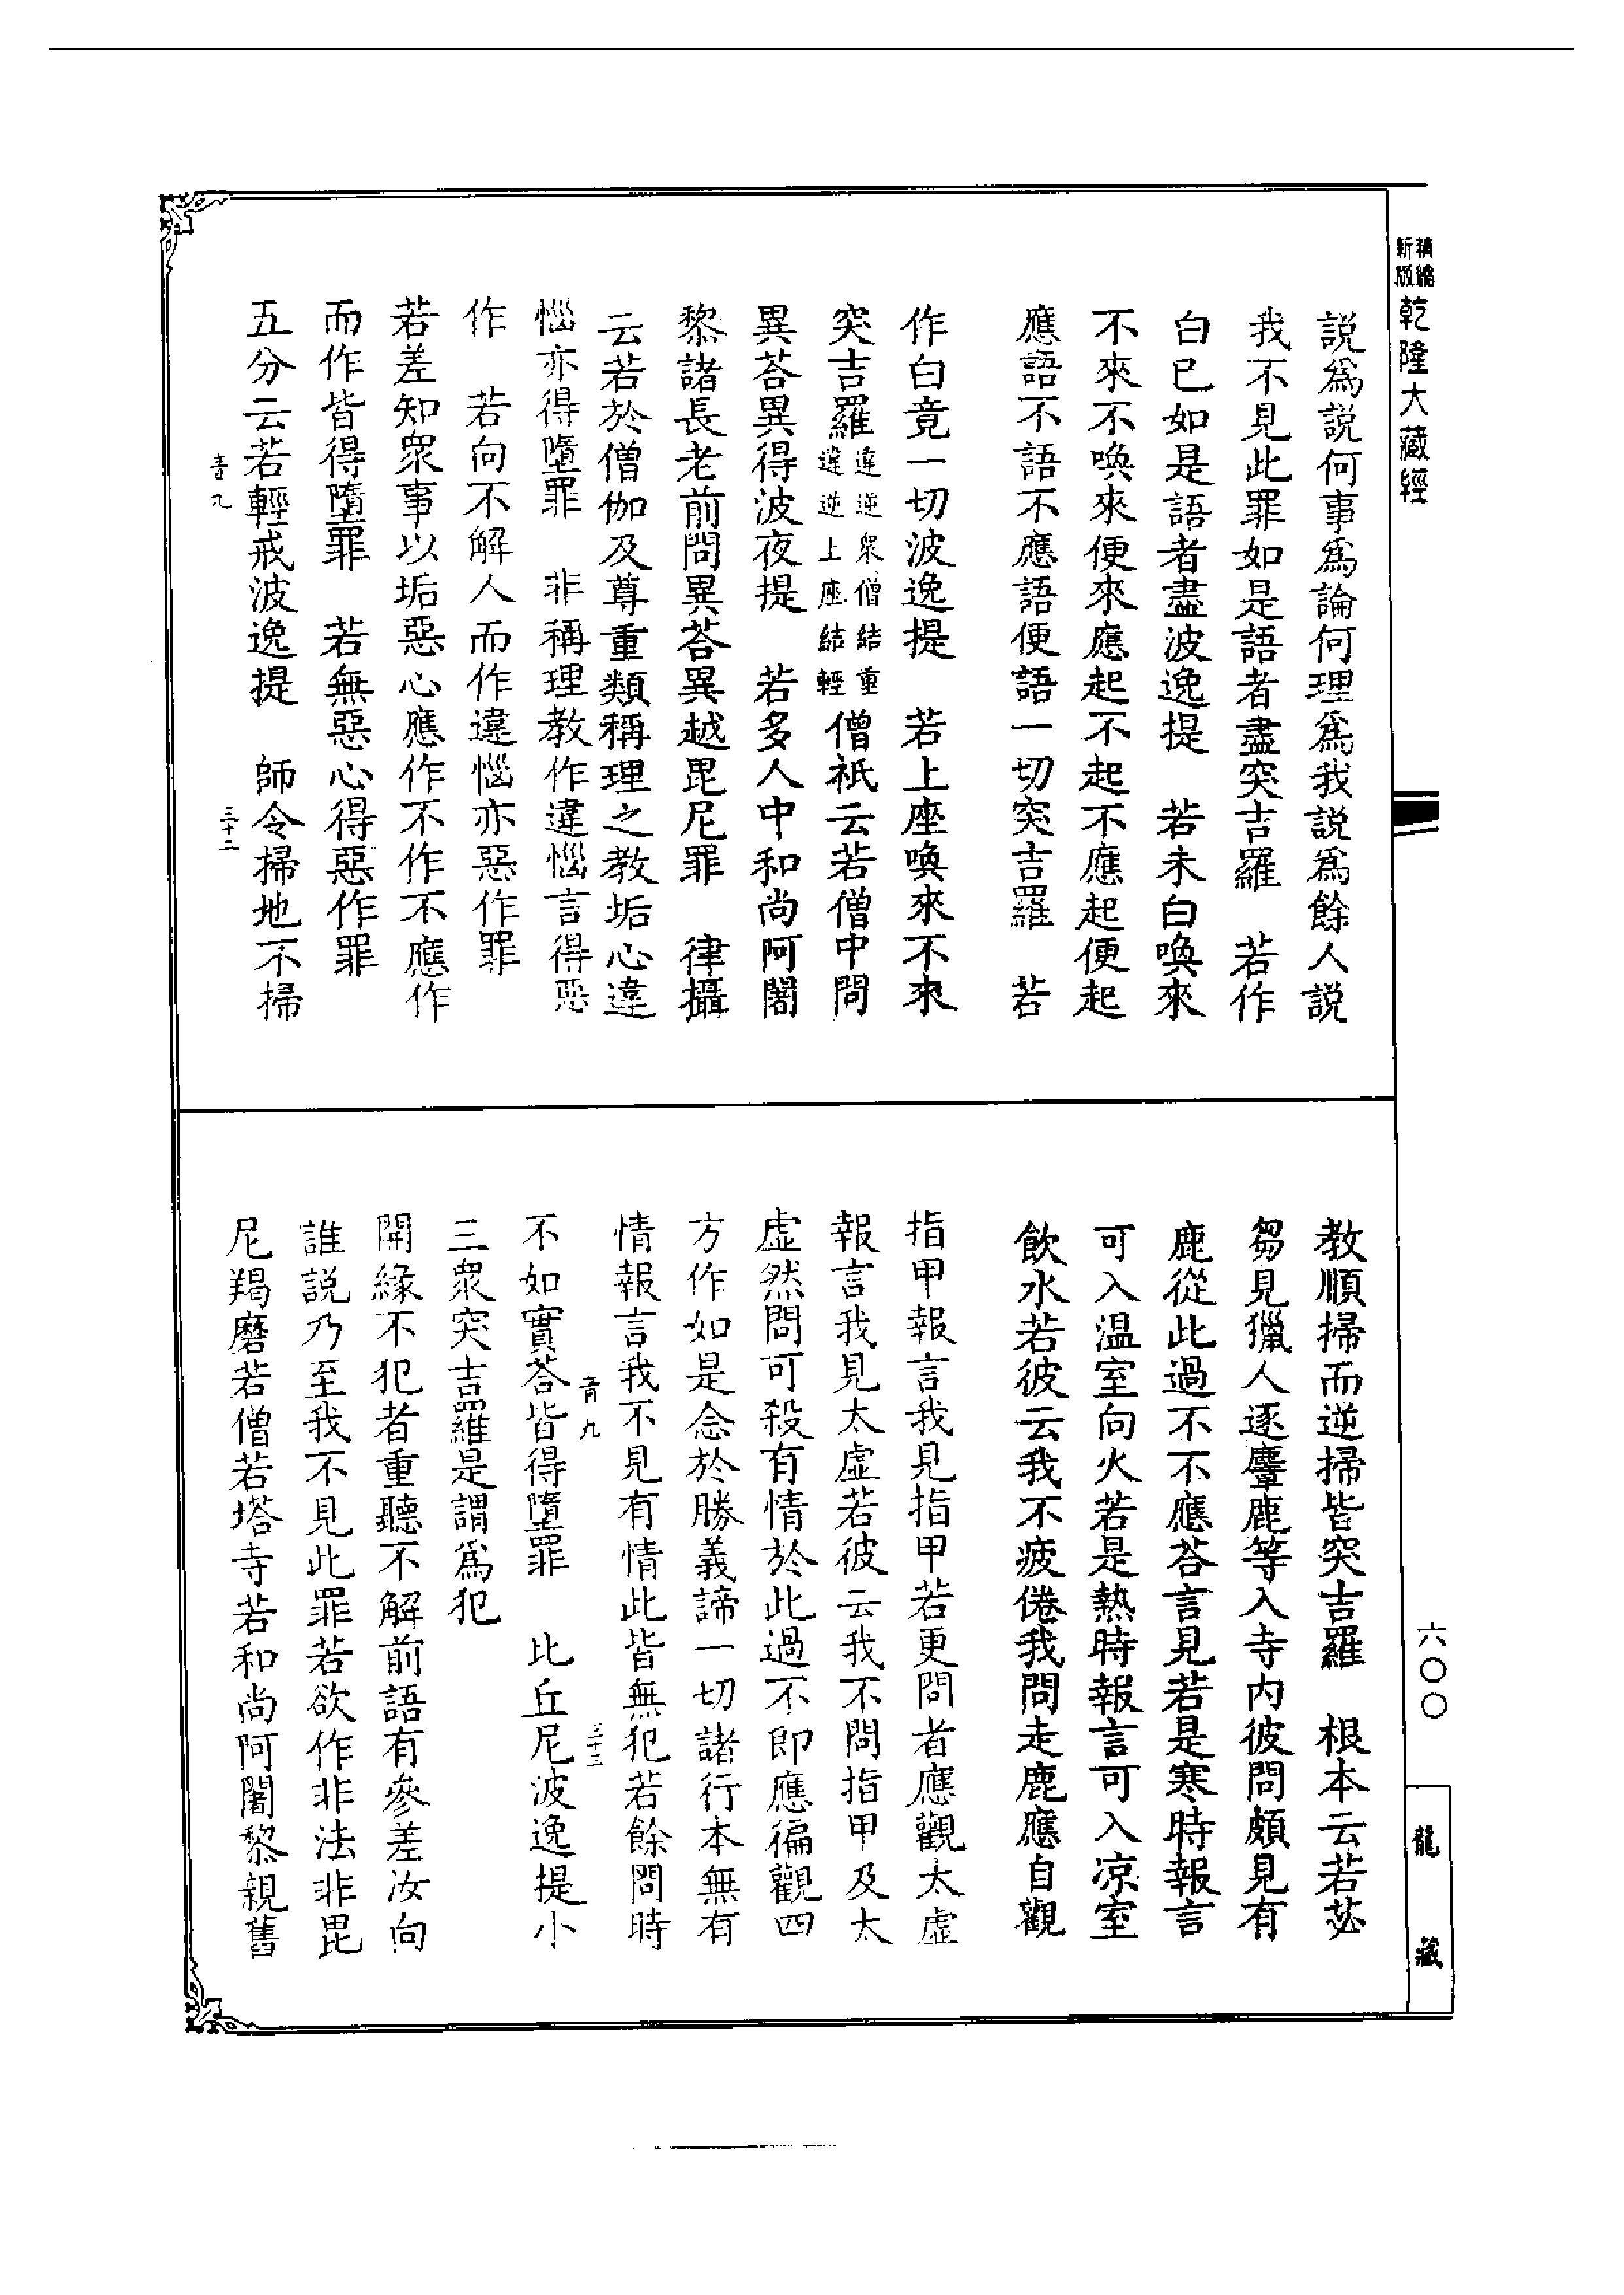 新版 精縮 乾隆大藏經
說爲說何事爲論何理爲我說爲餘人說
我不見此罪如是語者盡突吉羅　若作
白已如是語者盡波逸提　若未白喚來
不來不喚來便來應起不起不應起便起
應語不語不應語便語一切突吉羅　若
作白竟一切波逸提　若上座喚來不來
突吉羅違逆衆僧結重違逆上座結輕僧祇云若僧中問
異荅異得波夜提　若多人中和尚阿闍
黎諸長老前問異荅異越毘尼罪　律攝
云若於僧伽及尊重類稱理之教垢心違
惱亦得墮罪　非稱理教作違惱言得惡
作　若向不解人而作違惱亦惡作罪
若差知衆事以垢惡心應作不作不應作
而作皆得墮罪　若無惡心得惡作罪
五分云若輕戒波逸提　師令掃地不掃
教順掃而逆掃皆突吉羅　根本云若苾
芻見獵人逐麞鹿等入寺內彼問頗見有
鹿從此過不不應荅言見若是寒時報言
可入温室向火若是熱時報言可入凉室
飲水若彼云我不疲倦我問走鹿應自觀
指甲報言我見指甲若更問者應觀太虛
報言我見太虛若彼云我不問指甲及太
虛然問可殺有情於此過不即應徧觀四
方作如是念於勝義諦一切諸行本無有
情報言我不見有情此皆無犯若餘問時
不如實荅皆得墮罪　比丘尼波逸提小
三衆突吉羅是謂爲犯
開緣不犯者重聽不解前語有參差汝向
誰說乃至我不見此罪若欲作非法非毘
尼羯磨若僧若塔寺若和尚阿闍黎親舊
六〇〇
龍藏